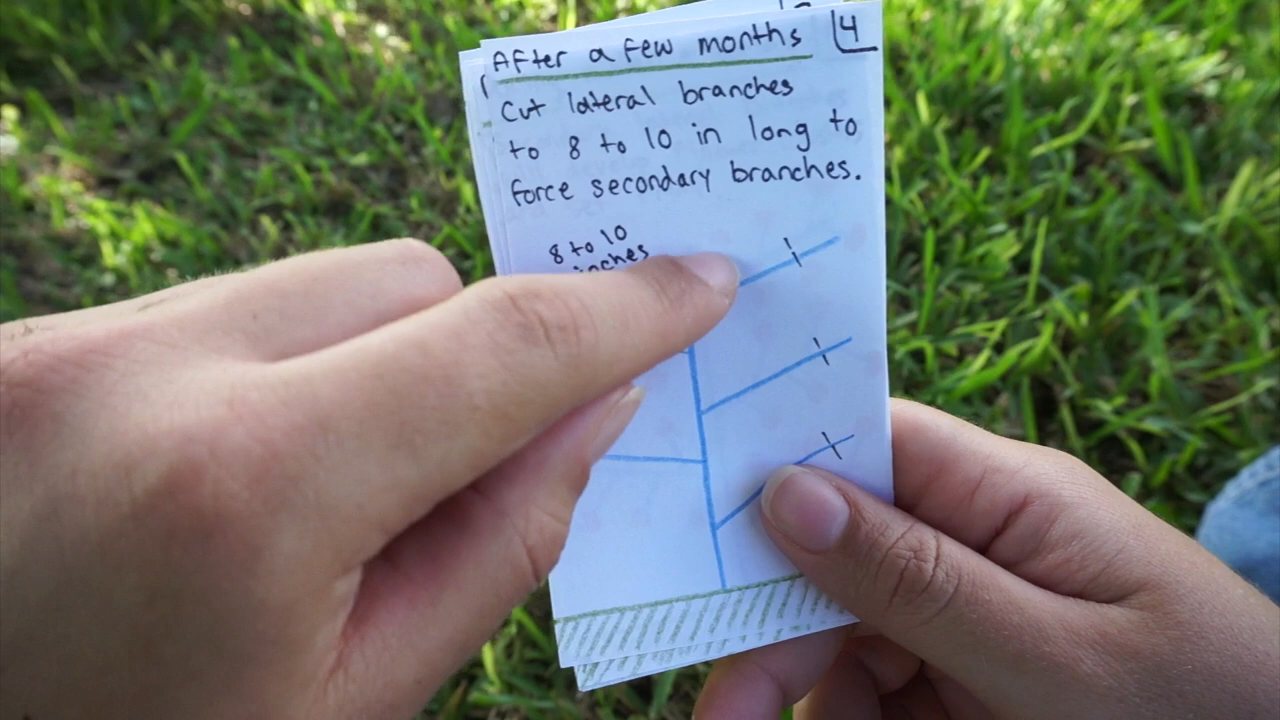 After a few months
4
Cut lateral branches
to 8 to 10 in long to
force secondary branches.
8 to 10
inches